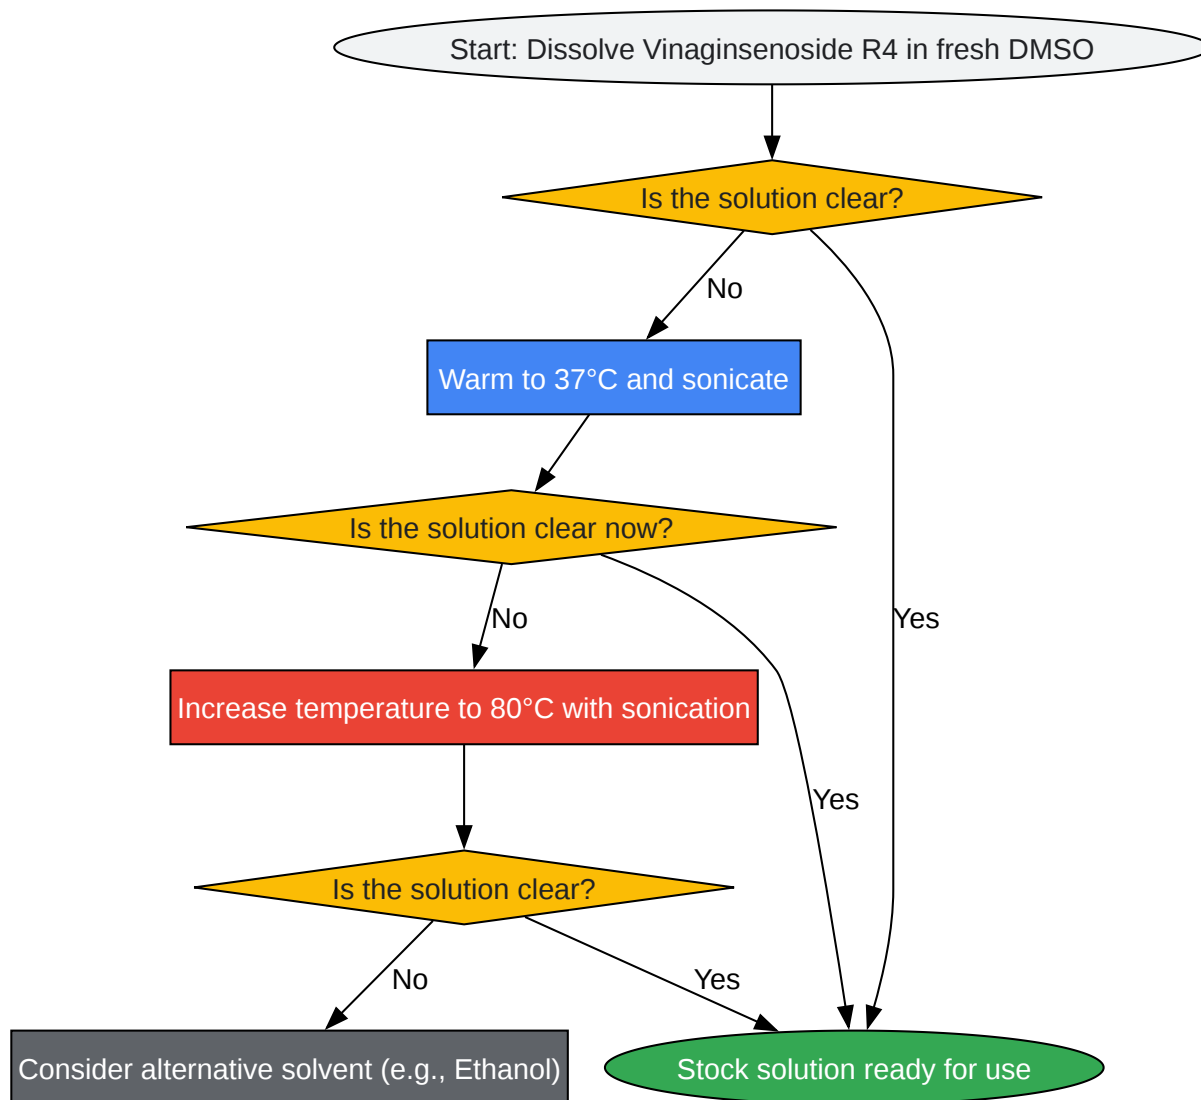 Start: Dissolve Vinaginsenoside R4 in fresh DMSO
Is the solution clear?
No
Warm to 37°C and sonicate
Is the solution clear now?
No
Yes
Increase temperature to 80°C with sonication
Yes
Is the solution clear?
No
Yes
Consider alternative solvent (e.g., Ethanol)
Stock solution ready for use